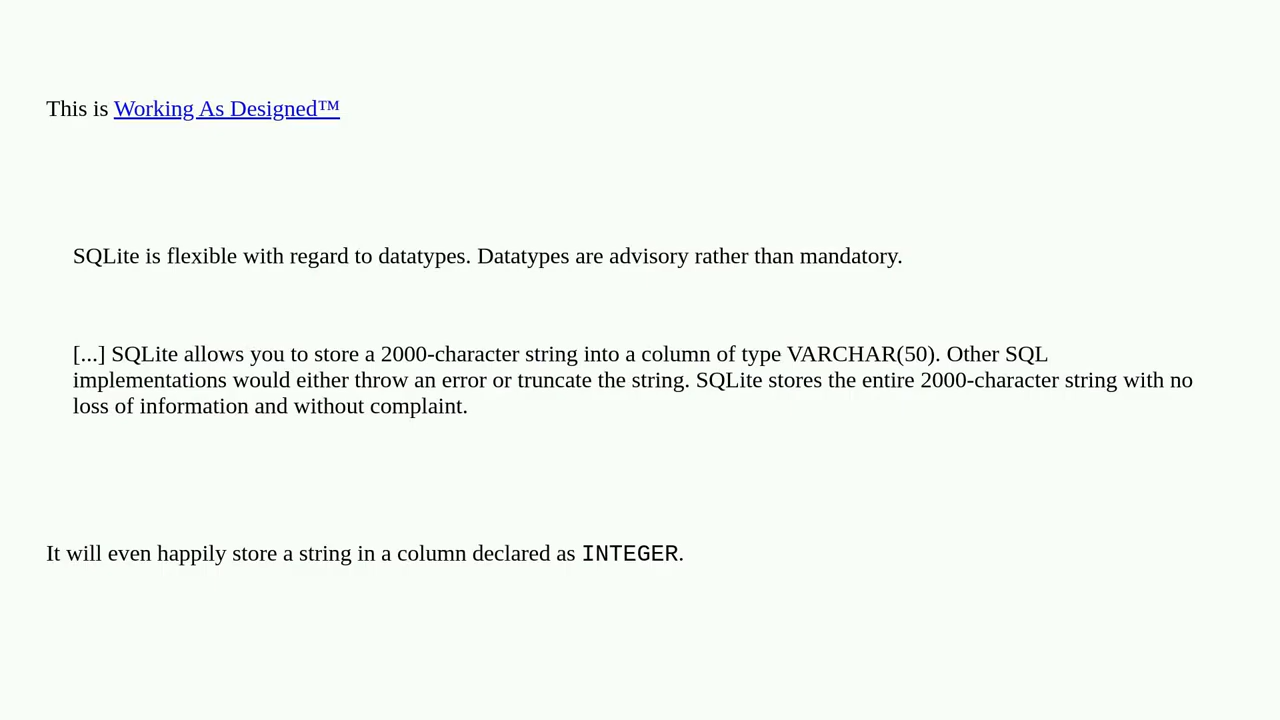 This is Working As Designed™
SQLite is flexible with regard to datatypes. Datatypes are advisory rather than mandatory.
[...] SQLite allows you to store a 2000-character string into a column of type VARCHAR(50). Other SQL
implementations would either throw an error or truncate the string. SQLite stores the entire 2000-character string with no
loss of information and without complaint.
It will even happily store a string in a column declared as INTEGER.